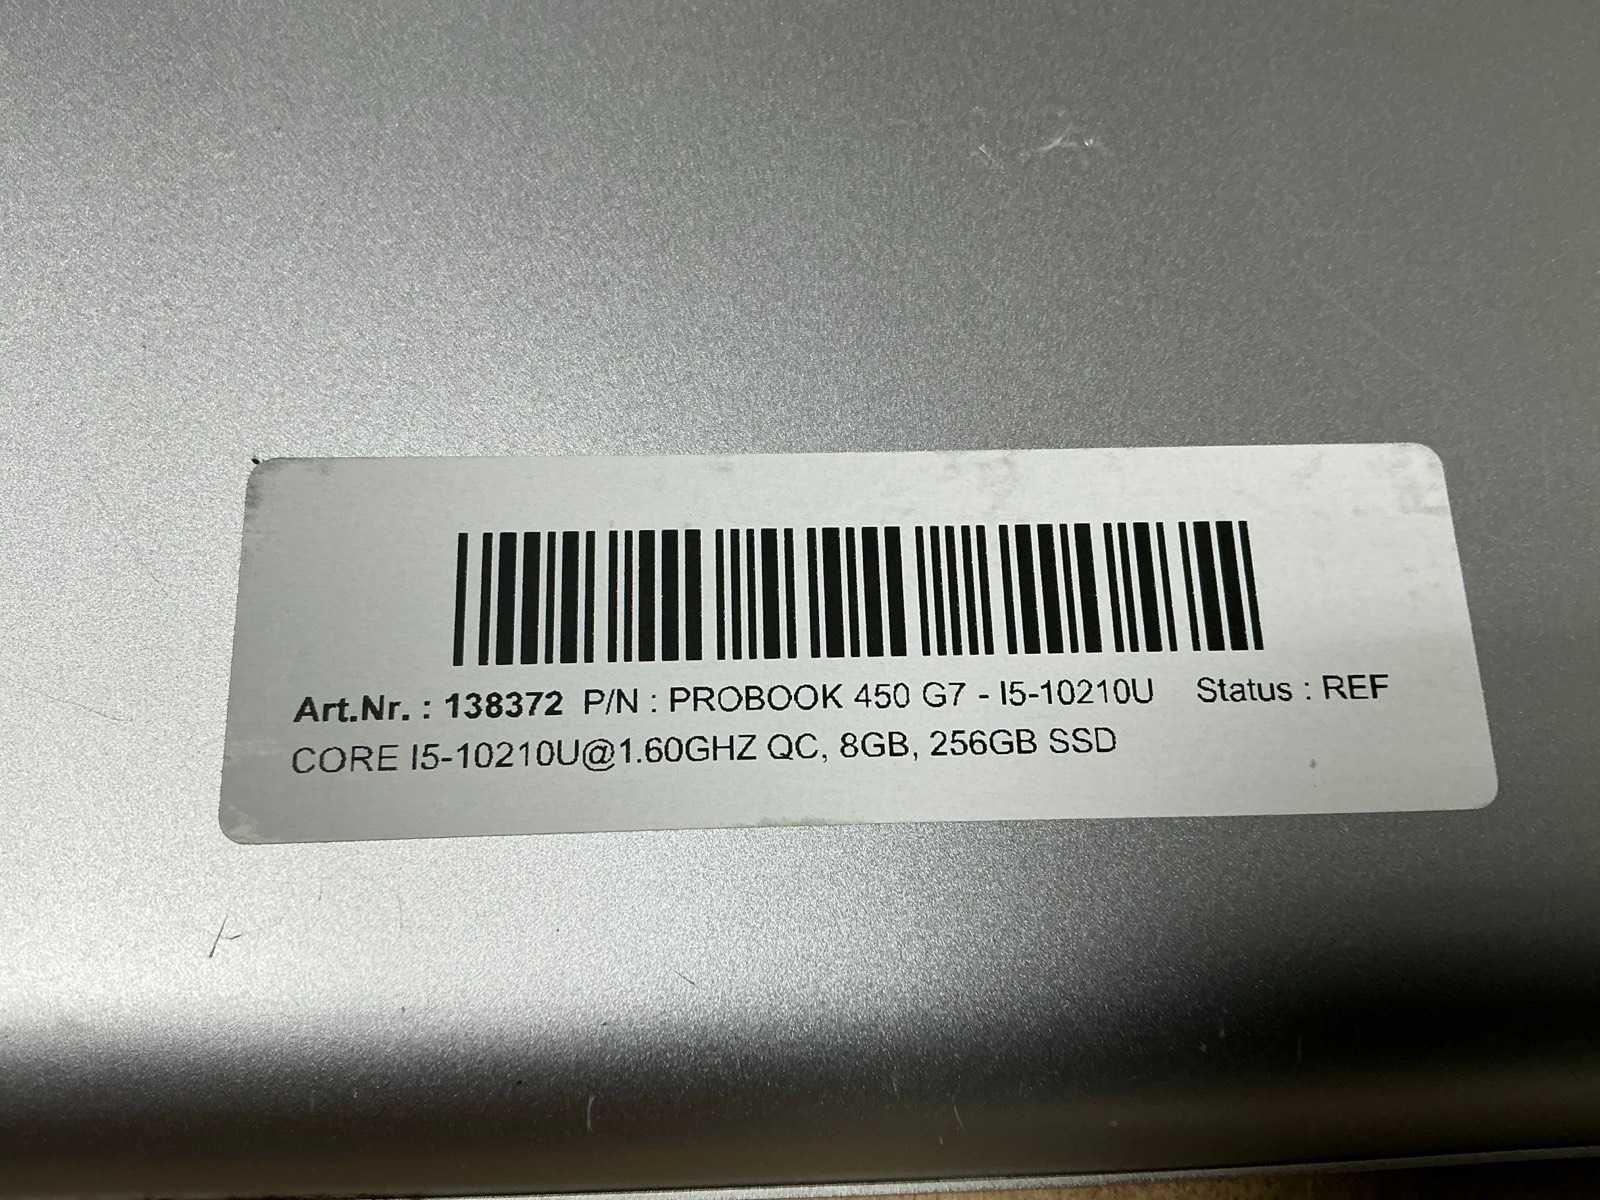 Art.Nr. : 138372 P/N : PROBOOK 450 G7 - I5-10210U Status : REF
CORE I5-10210U@1.60GHZ QC, 8GB, 256GB SSD